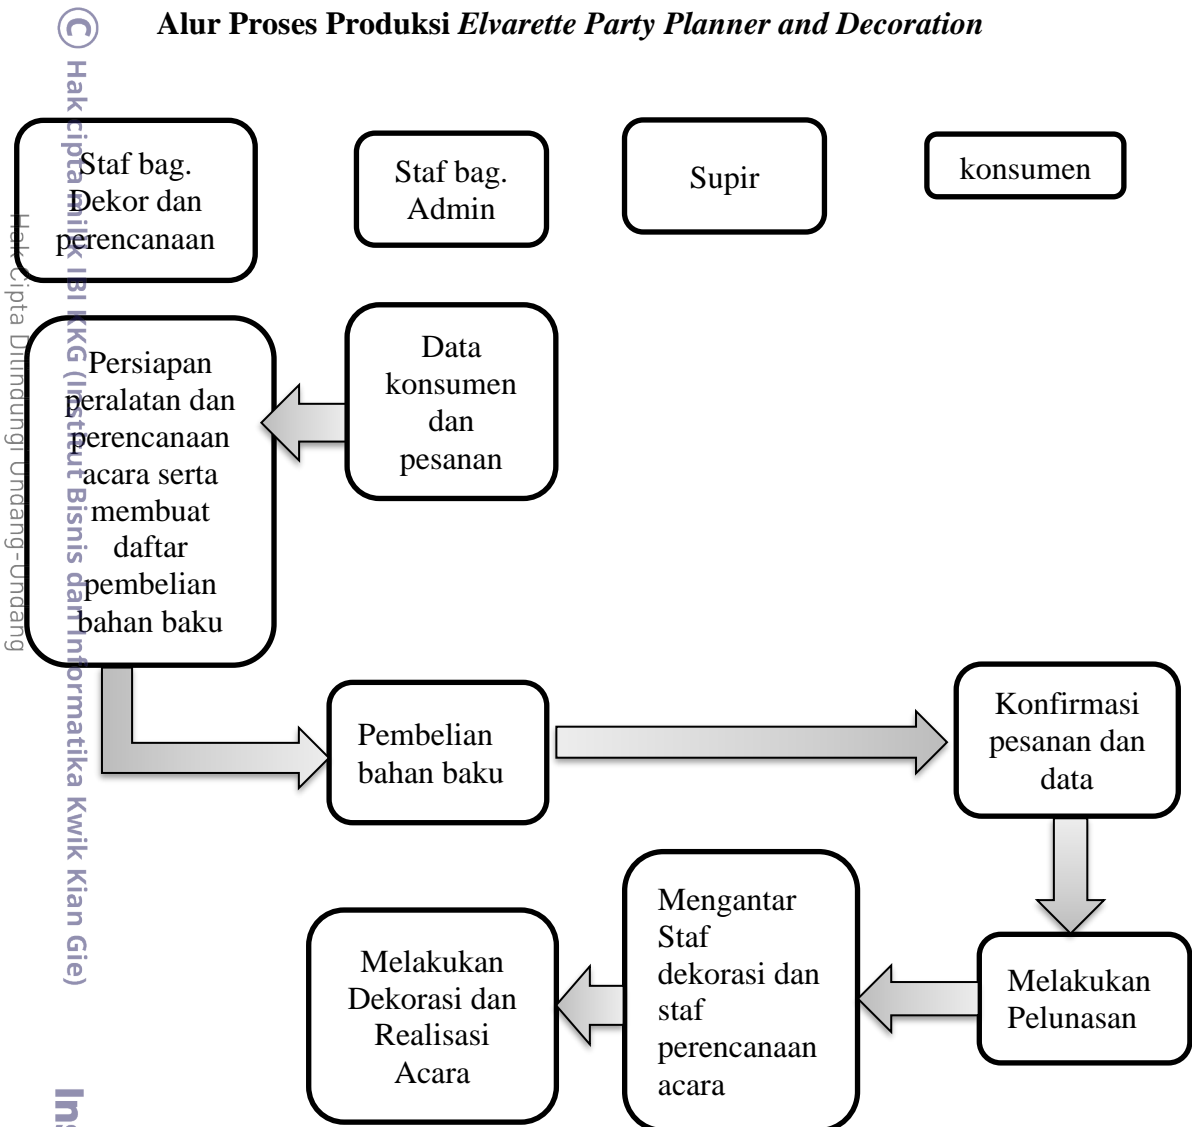 Alur Proses Produksi Elvarette Party Planner and Decoration
Staf bag.
Dekor dan
perencanaan
Staf bag.
Admin
Supir
konsumen
Persiapan
peralatan dan
perencanaan
acara serta
membuat
daftar
pembelian
bahan baku
Data
konsumen
dan
pesanan
Pembelian
bahan baku
Konfirmasi
pesanan dan
data
Melakukan
Pelunasan
Mengantar
Staf
dekorasi dan
staf
perencanaan
acara
Melakukan
Dekorasi dan
Realisasi
Acara
© Hak cipta milik IBI KKG (Institut Bisnis dan Informatika Kwik Kian Gie)
Hak Cipta Dilindungi Undang-Undang